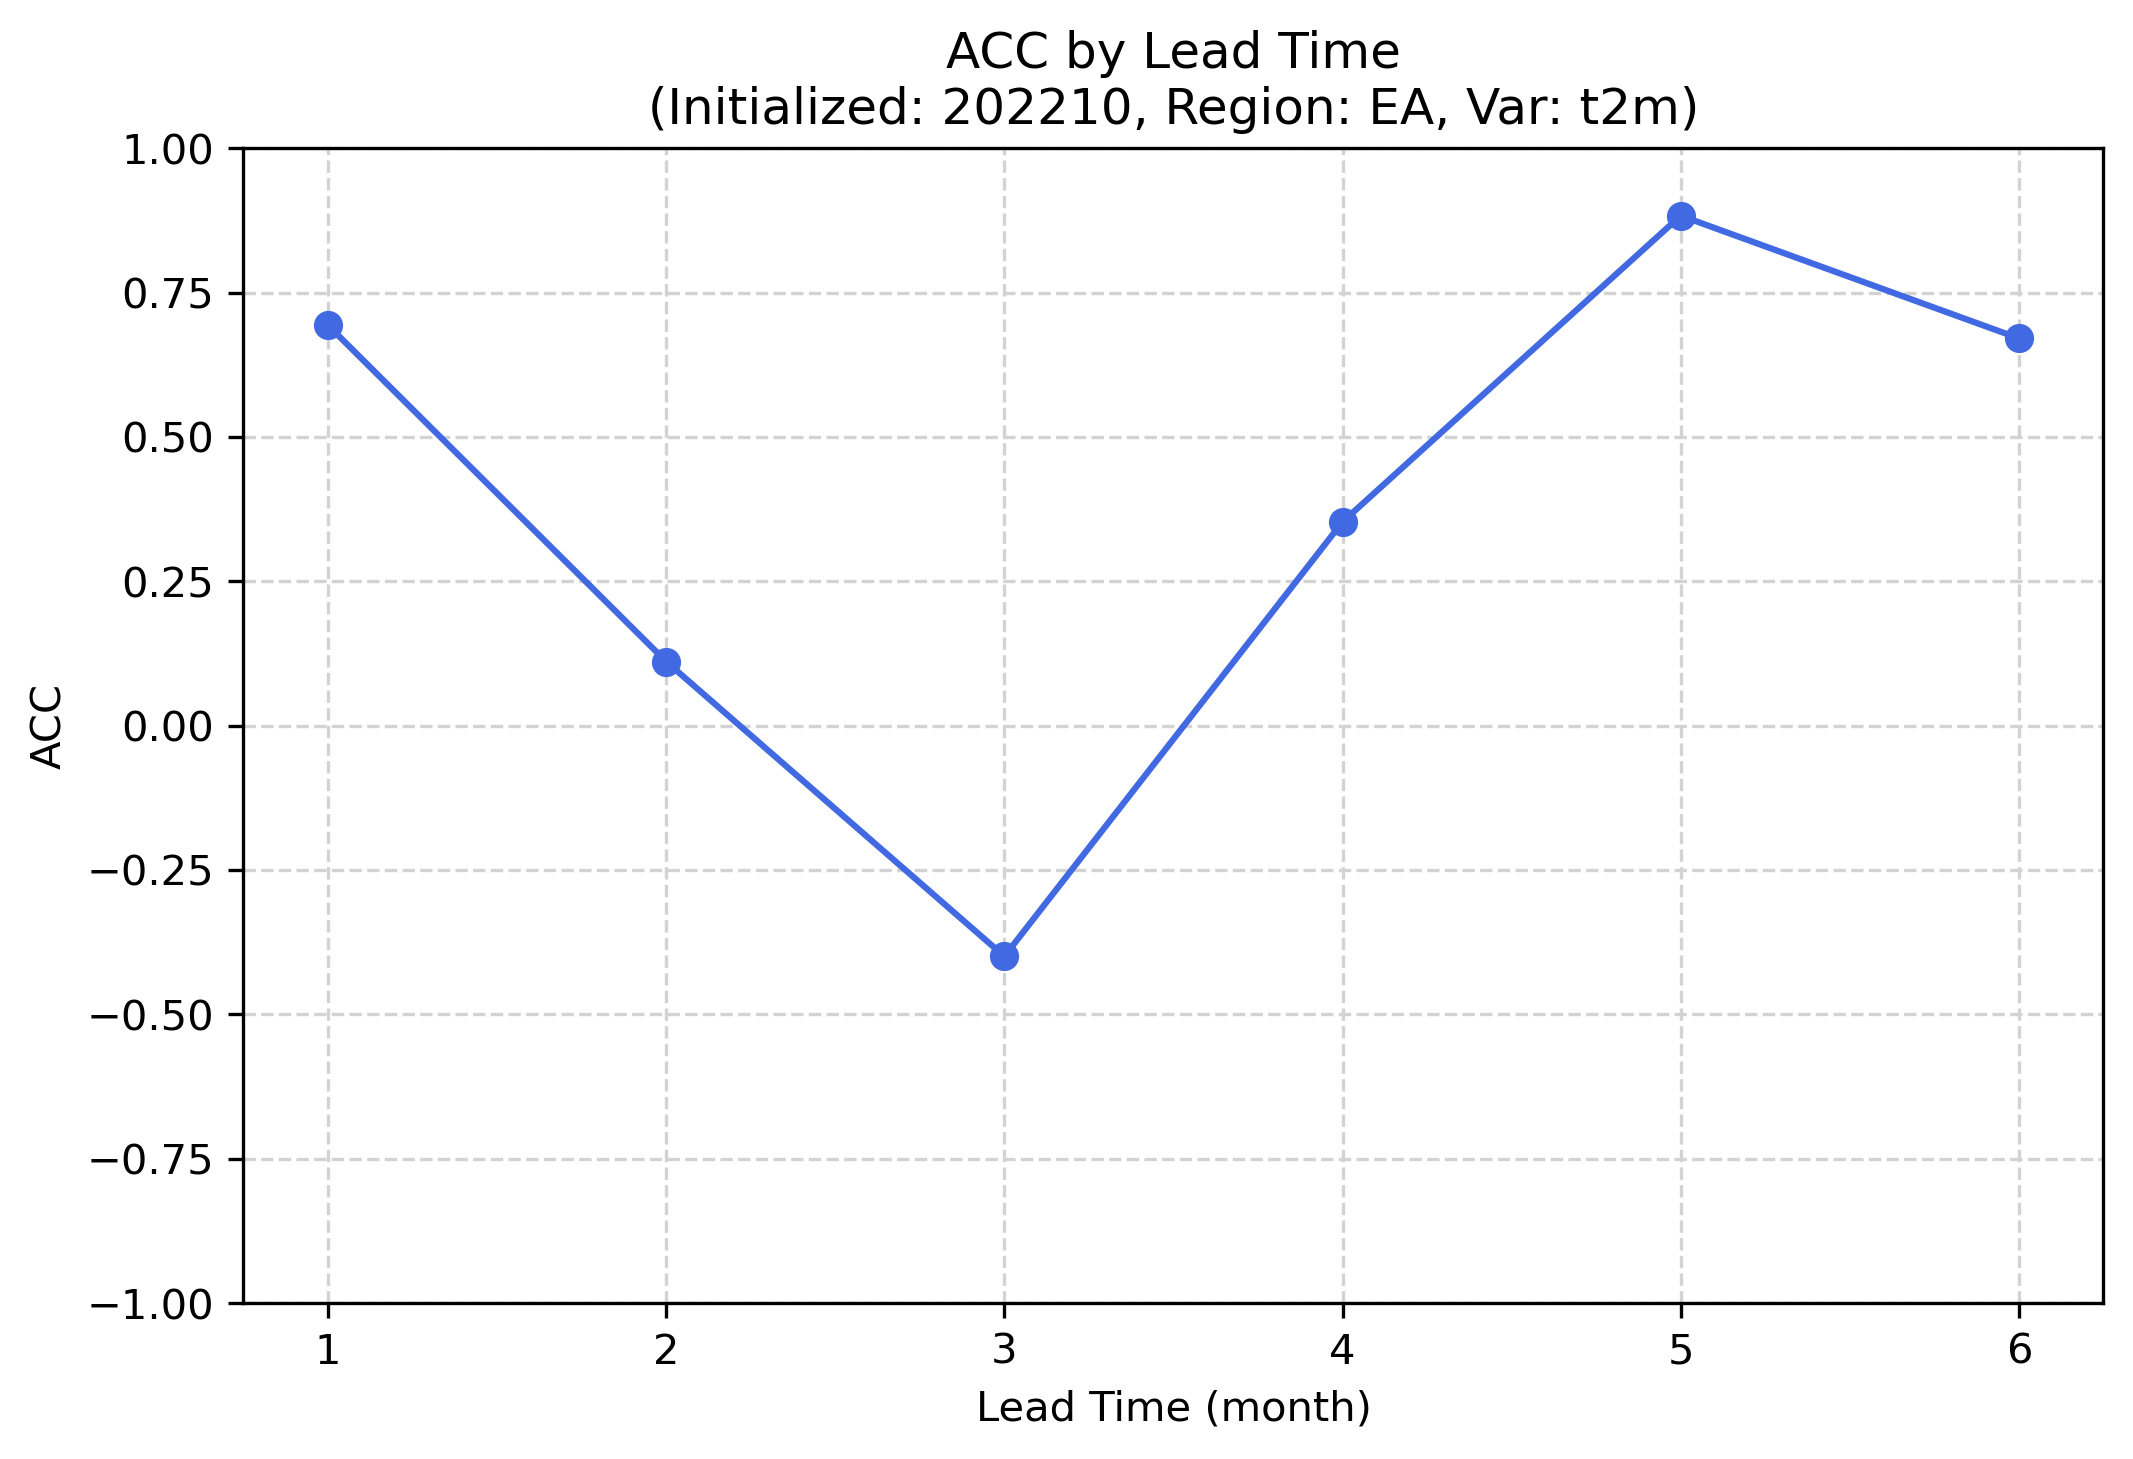 ACC by Lead Time
(Initialized: 202210, Region: EA, Var: t2m)
1.00
0.75
0.50
0.25
0.00
−0.25
−0.50
−0.75
−1.00
ACC
1 2 3 4 5 6
Lead Time (month)